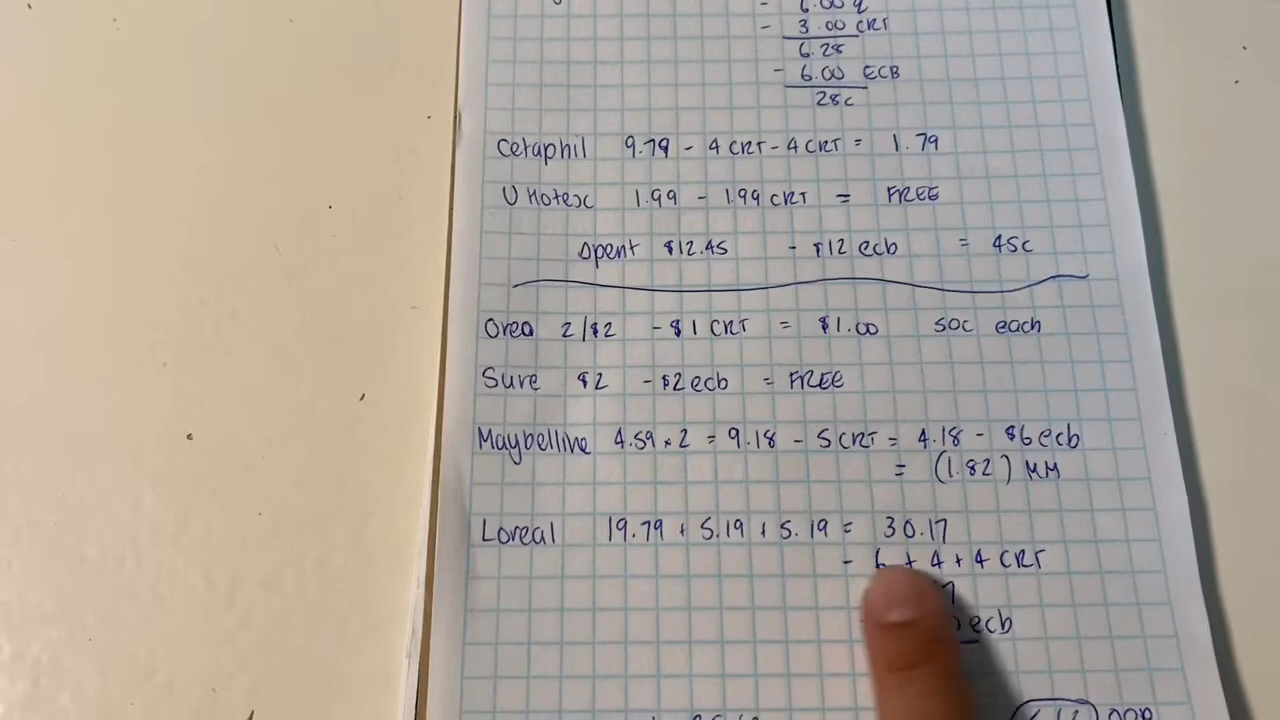 - 3.00 CRT
6.28
- 6.00 ECB
28c
Cetaphil 9.79 - 4 CRT - 4 CRT = 1.79
U Kotex 1.99 - 1.99 CRT = FREE
Spent $12.45 - $12 ecb = 45c
Oreo 2/$2 - $1 CRT = $1.00 50c each
Sure $2 - $2 ecb = FREE
Maybelline 4.59 x 2 = 9.18 - 5 CRT = 4.18 - $6 ecb
= (1.82) MM
Loreal 19.79 + 5.19 + 5.19 = 30.17
- 6 + 4 + 4 CRT
ecb
OOP